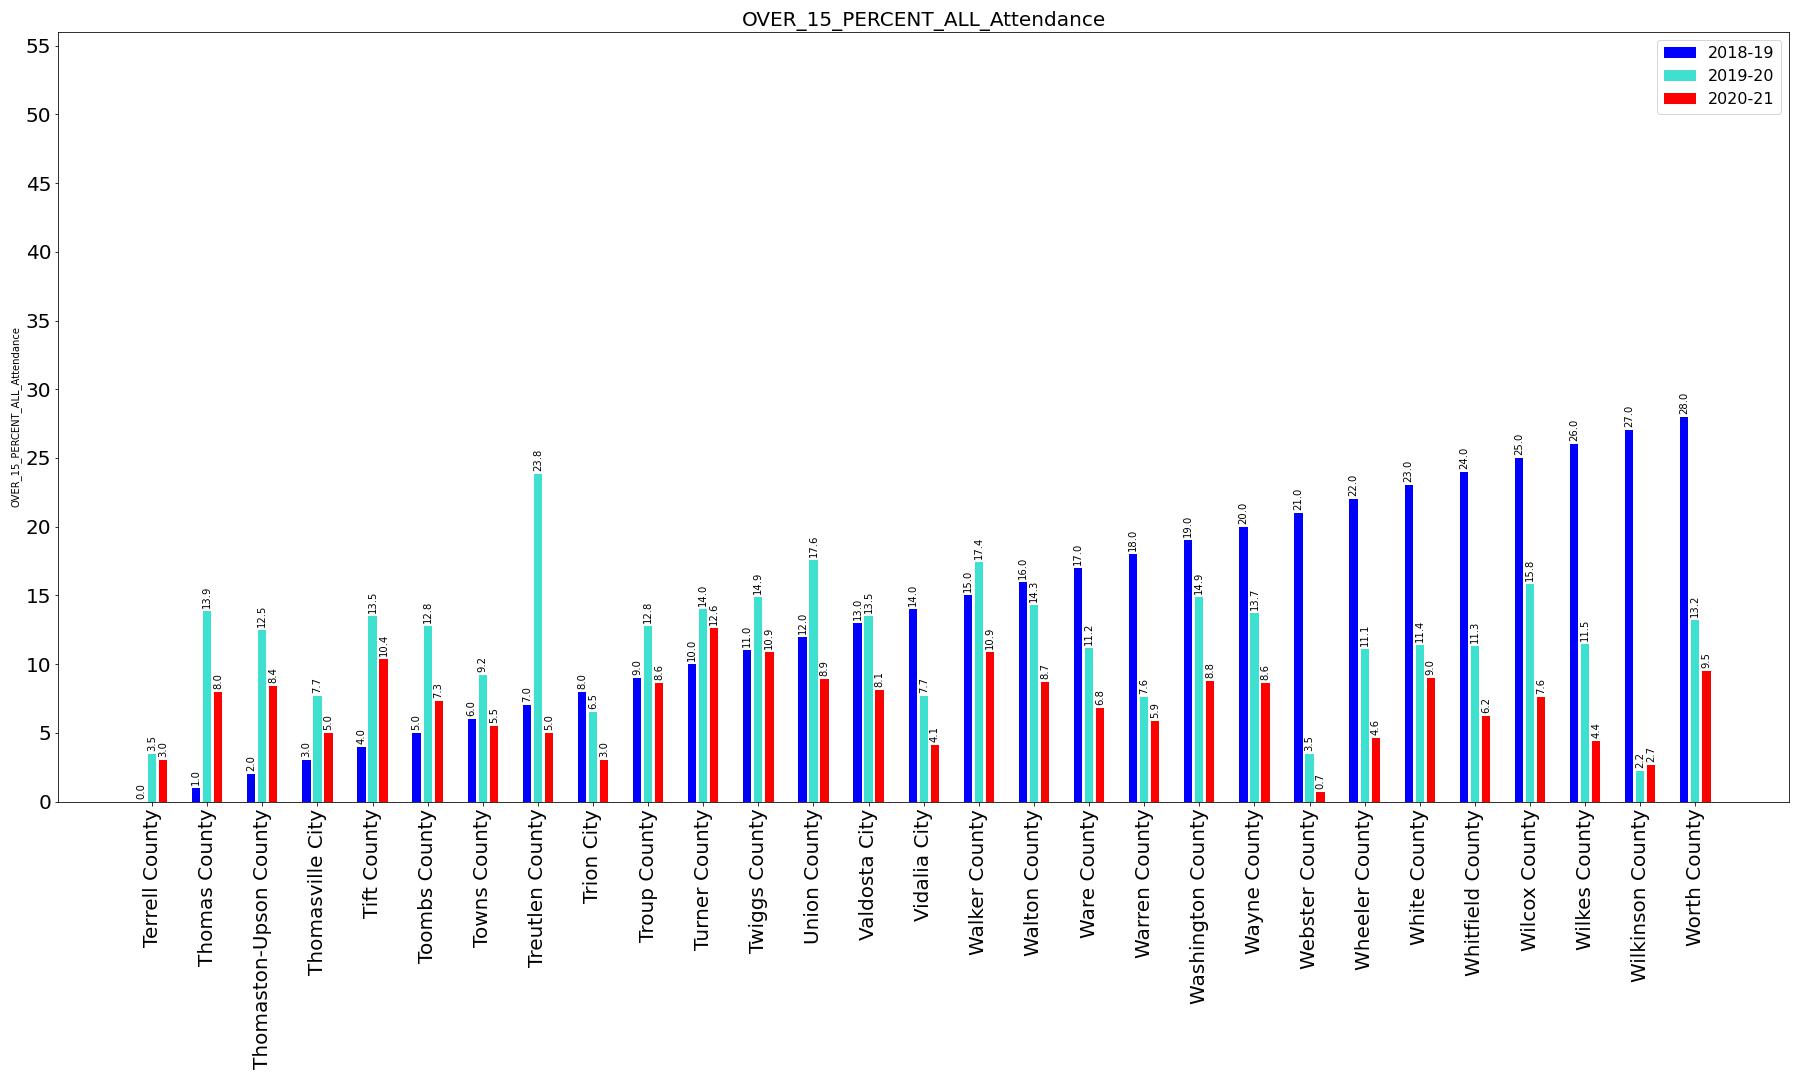 OVER_15_PERCENT_ALL_Attendance
2018-19
2019-20
2020-21
OVER_15_PERCENT_ALL_Attendance
55
50
45
40
35
30
25
20
15
10
5
0
0.0 3.5 3.0
1.0 13.9 8.0
2.0 12.5 8.4
3.0 7.7 5.0
4.0 13.5 10.4
5.0 12.8 7.3
6.0 9.2 5.5
7.0 23.8 5.0
8.0 6.5 3.0
9.0 12.8 8.6
10.0 14.0 12.6
11.0 14.9 10.9
12.0 17.6 8.9
13.0 13.5 8.1
14.0 7.7 4.1
15.0 17.4 10.9
16.0 14.3 8.7
17.0 11.2 6.8
18.0 7.6 5.9
19.0 14.9 8.8
20.0 13.7 8.6
21.0 3.5 0.7
22.0 11.1 4.6
23.0 11.4 9.0
24.0 11.3 6.2
25.0 15.8 7.6
26.0 11.5 4.4
27.0 2.2 2.7
28.0 13.2 9.5
Terrell County
Thomas County
Thomaston-Upson County
Thomasville City
Tift County
Toombs County
Towns County
Treutlen County
Trion City
Troup County
Turner County
Twiggs County
Union County
Valdosta City
Vidalia City
Walker County
Walton County
Ware County
Warren County
Washington County
Wayne County
Webster County
Wheeler County
White County
Whitfield County
Wilcox County
Wilkes County
Wilkinson County
Worth County